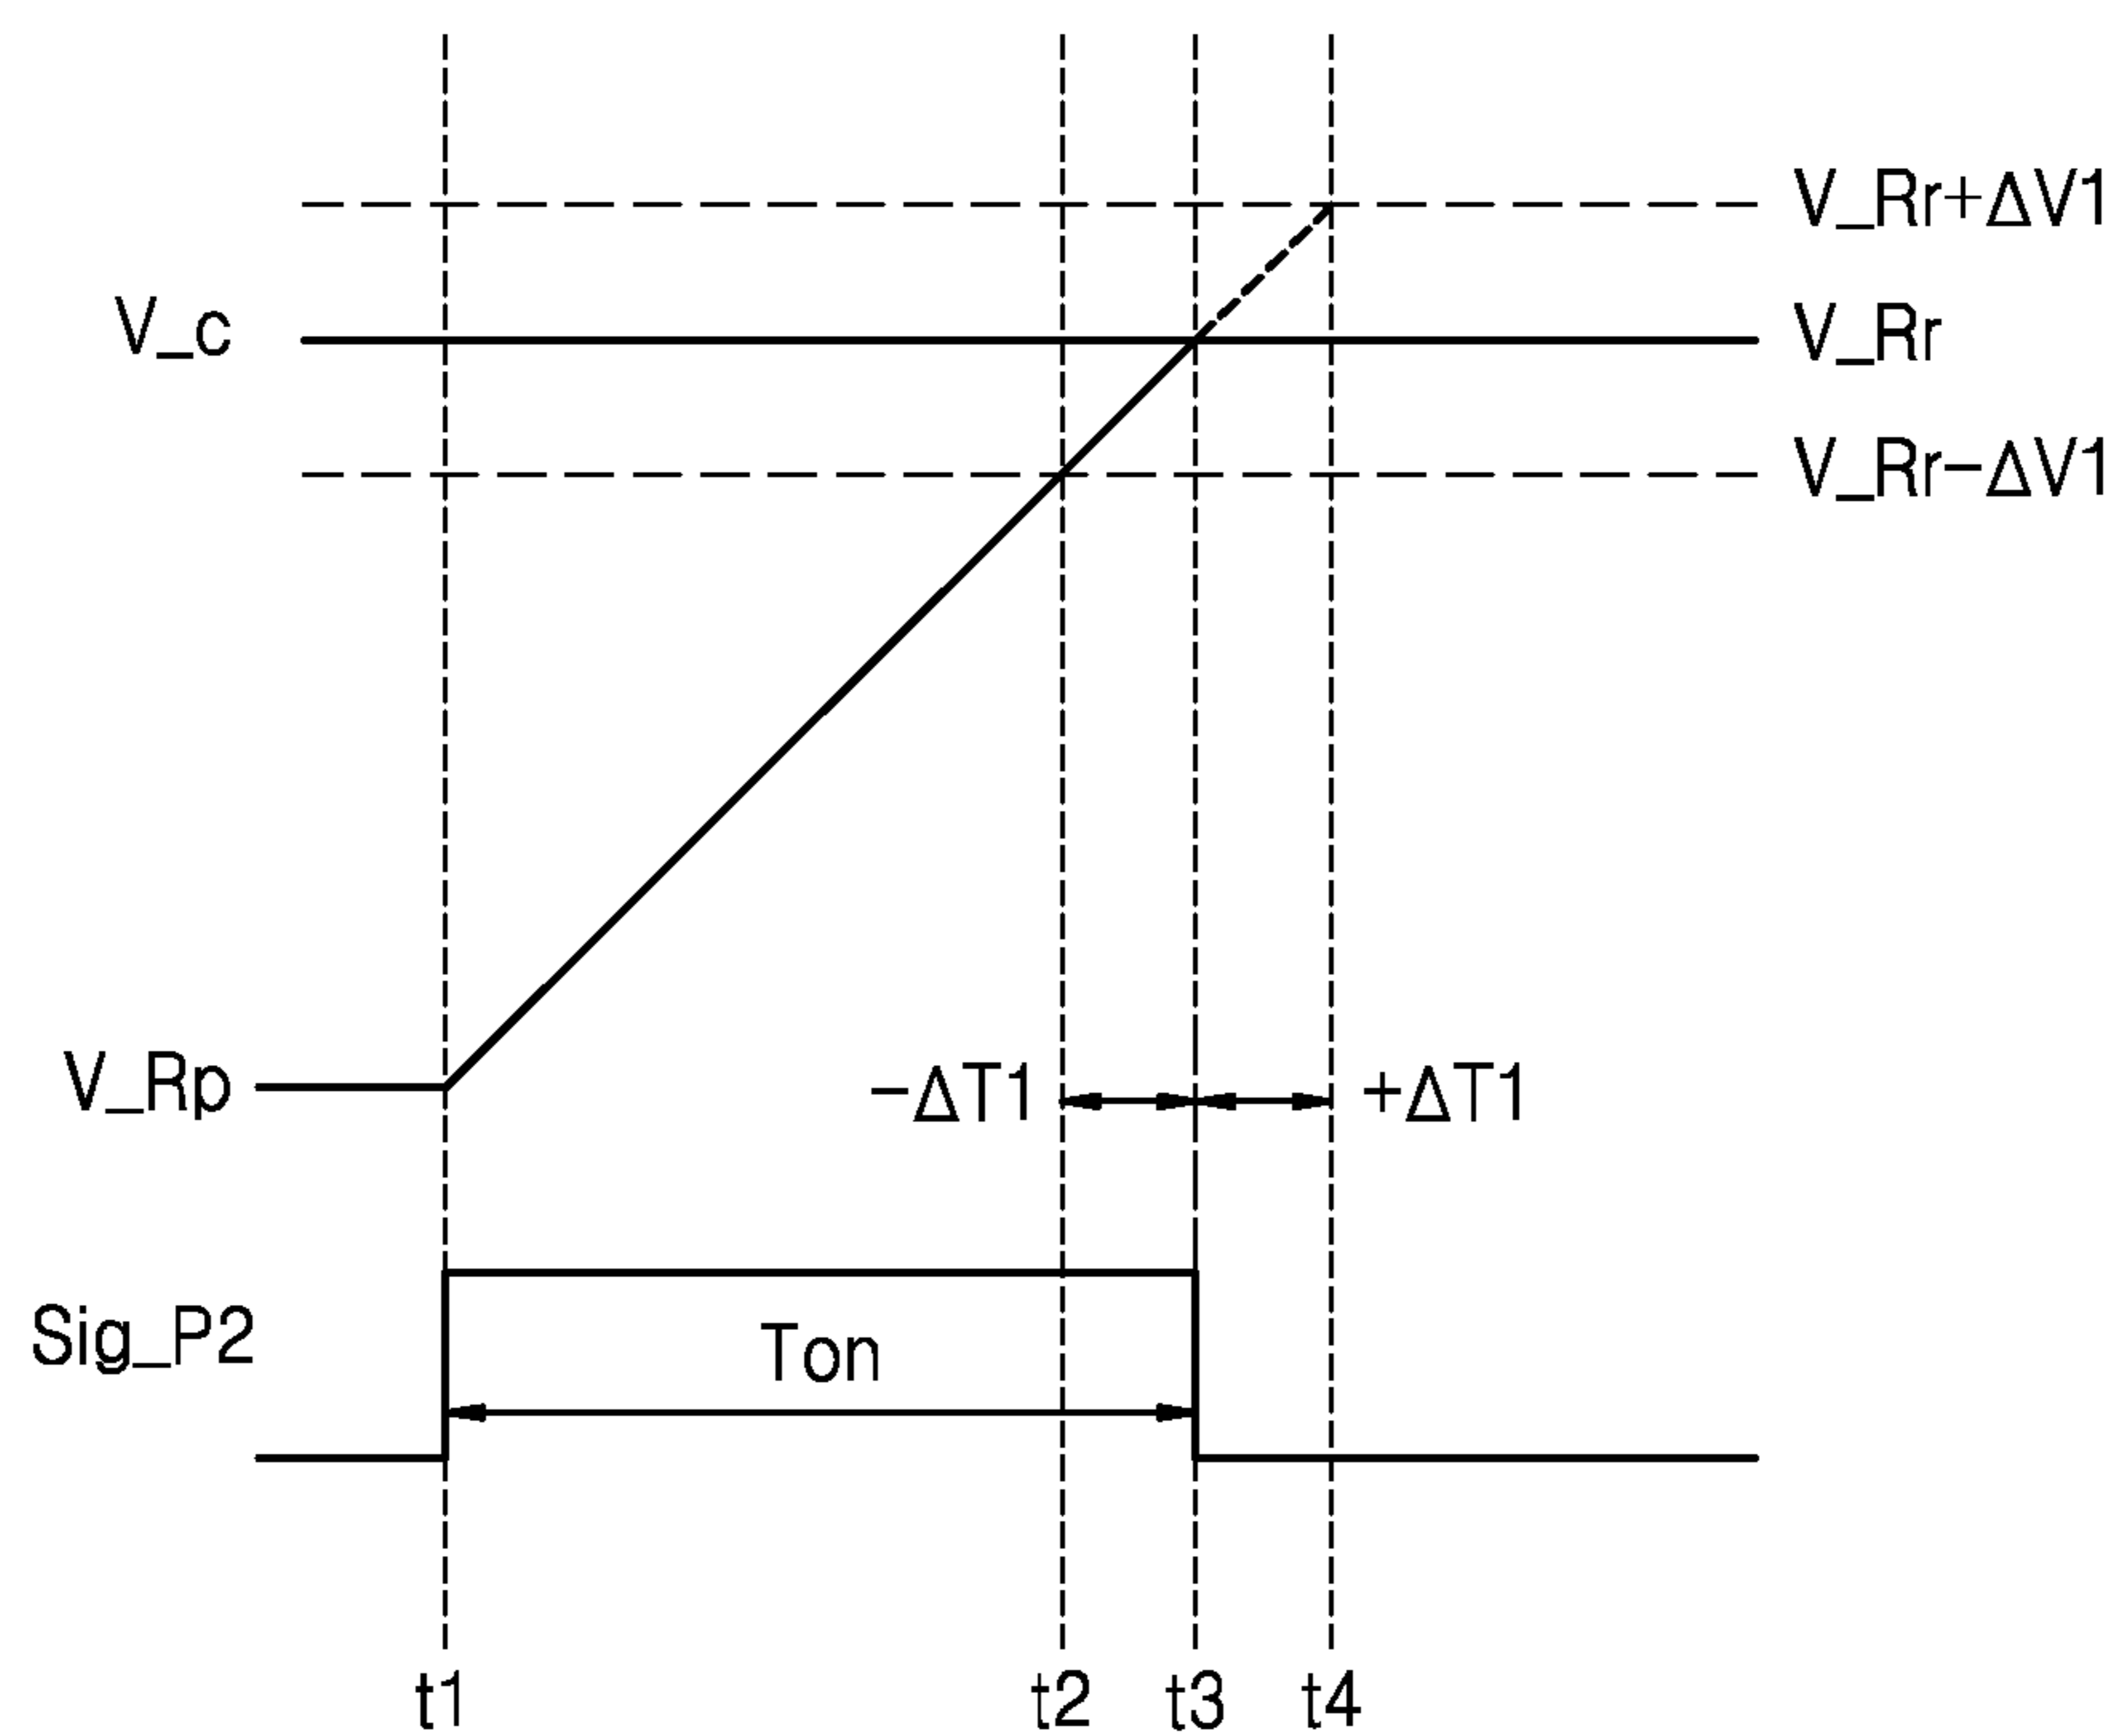 V_Rr+ΔV1
V_c
V_Rr
V_Rr-ΔV1
V_Rp
-ΔT1
+ΔT1
Sig_P2
Ton
t1
t2
t3
t4